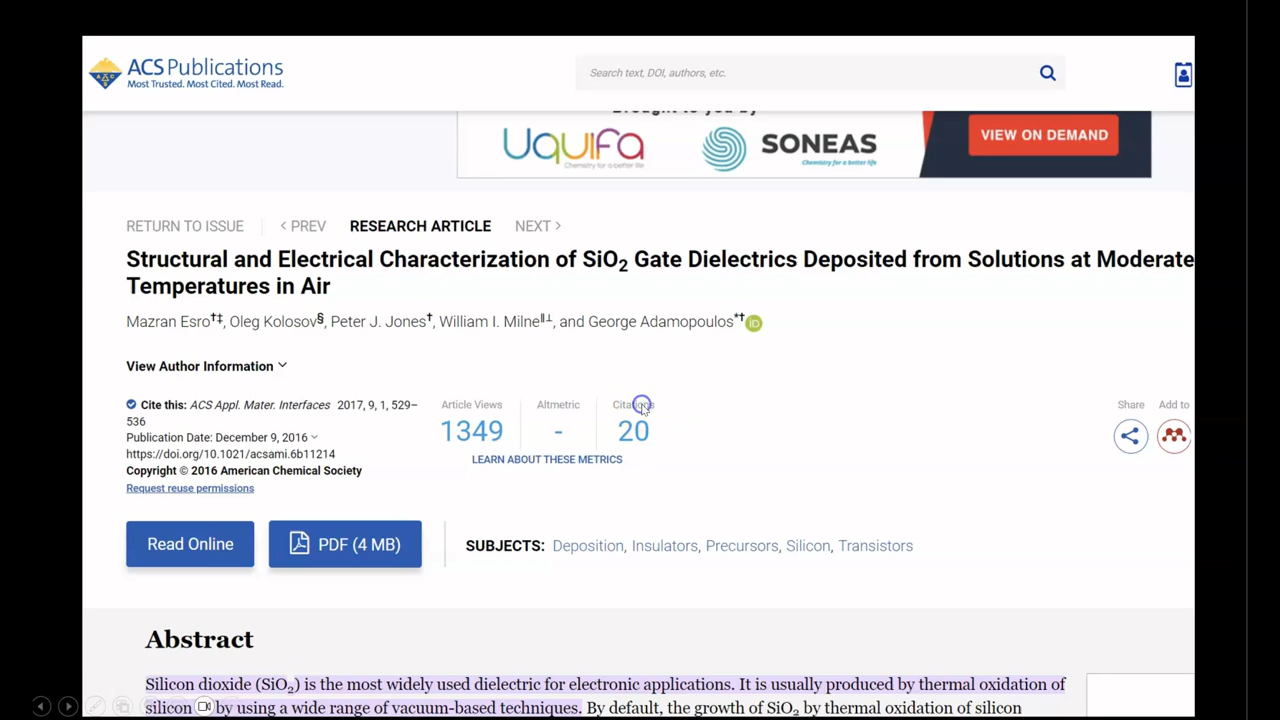 ACS Publications
Most Trusted. Most Cited. Most Read.
Search text, DOI, authors, etc.
Brought to you by
Uquifa
SONEAS
Chemistry for a better life
Chemistry for a better life
VIEW ON DEMAND
RETURN TO ISSUE < PREV RESEARCH ARTICLE NEXT >
Structural and Electrical Characterization of SiO₂ Gate Dielectrics Deposited from Solutions at Moderate
Temperatures in Air
Mazran Esro†‡, Oleg Kolosov§, Peter J. Jones†, William I. Milne∥⊥, and George Adamopoulos*† iD
View Author Information
Cite this: ACS Appl. Mater. Interfaces 2017, 9, 1, 529–
536
Publication Date: December 9, 2016
https://doi.org/10.1021/acsami.6b11214
Copyright © 2016 American Chemical Society
Request reuse permissions
Article Views
1349
Altmetric
-
Citations
20
LEARN ABOUT THESE METRICS
Share
Add to
Read Online
PDF (4 MB)
SUBJECTS: Deposition, Insulators, Precursors, Silicon, Transistors
Abstract
Silicon dioxide (SiO₂) is the most widely used dielectric for electronic applications. It is usually produced by thermal oxidation of
silicon by using a wide range of vacuum-based techniques. By default, the growth of SiO₂ by thermal oxidation of silicon